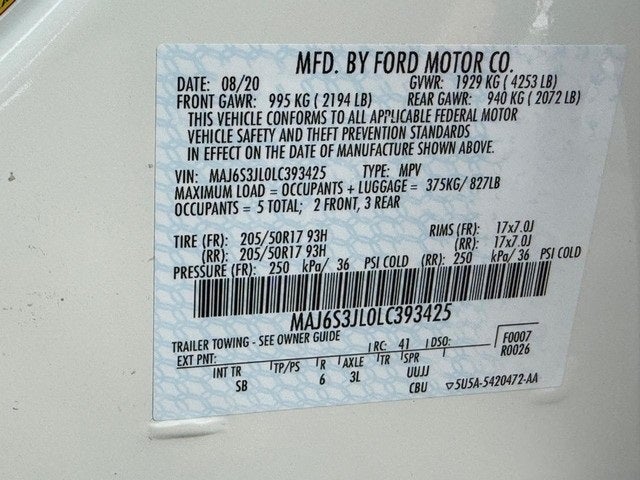 MFD. BY FORD MOTOR CO.
DATE: 08/20 GVWR: 1929 KG ( 4253 LB)
FRONT GAWR: 995 KG ( 2194 LB) REAR GAWR: 940 KG ( 2072 LB)
THIS VEHICLE CONFORMS TO ALL APPLICABLE FEDERAL MOTOR
VEHICLE SAFETY AND THEFT PREVENTION STANDARDS
IN EFFECT ON THE DATE OF MANUFACTURE SHOWN ABOVE.
VIN: MAJ6S3JL0LC393425 TYPE: MPV
MAXIMUM LOAD = OCCUPANTS + LUGGAGE = 375KG/ 827LB
OCCUPANTS = 5 TOTAL; 2 FRONT, 3 REAR
TIRE (FR): 205/50R17 93H RIMS (FR): 17x7.0J
(RR): 205/50R17 93H (RR): 17x7.0J
PRESSURE (FR): 250 kPa/ 36 PSI COLD (RR): 250 kPa/ 36 PSI COLD
MAJ6S3JL0LC393425
TRAILER TOWING - SEE OWNER GUIDE
EXT PNT: RC: 41 DSO: F0007
R0026
INT TR TP/PS R AXLE TR SPR
SB 6 3L UUJJ
CBU 5U5A-5420472-AA